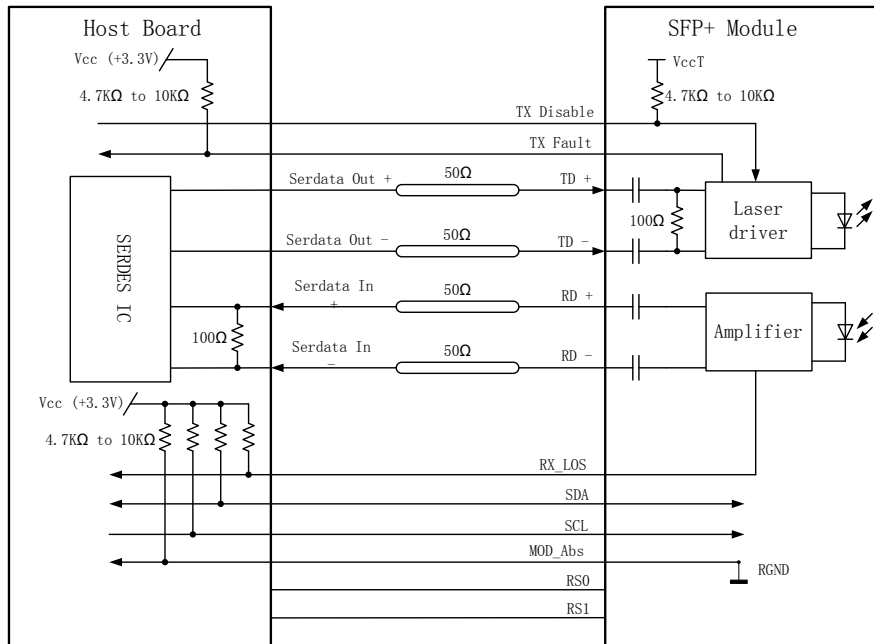 Host Board
SFP+ Module
Vcc (+3.3V)
VccT
4.7KΩ to 10KΩ
4.7KΩ to 10KΩ
TX Disable
TX Fault
Serdata Out +
50Ω
TD +
100Ω
Laser
driver
Serdata Out −
50Ω
TD −
SERDES IC
Serdata In
+
50Ω
RD +
100Ω
Amplifier
Serdata In
−
50Ω
RD −
Vcc (+3.3V)
4.7KΩ to 10KΩ
RX_LOS
SDA
SCL
MOD_Abs
RGND
RS0
RS1